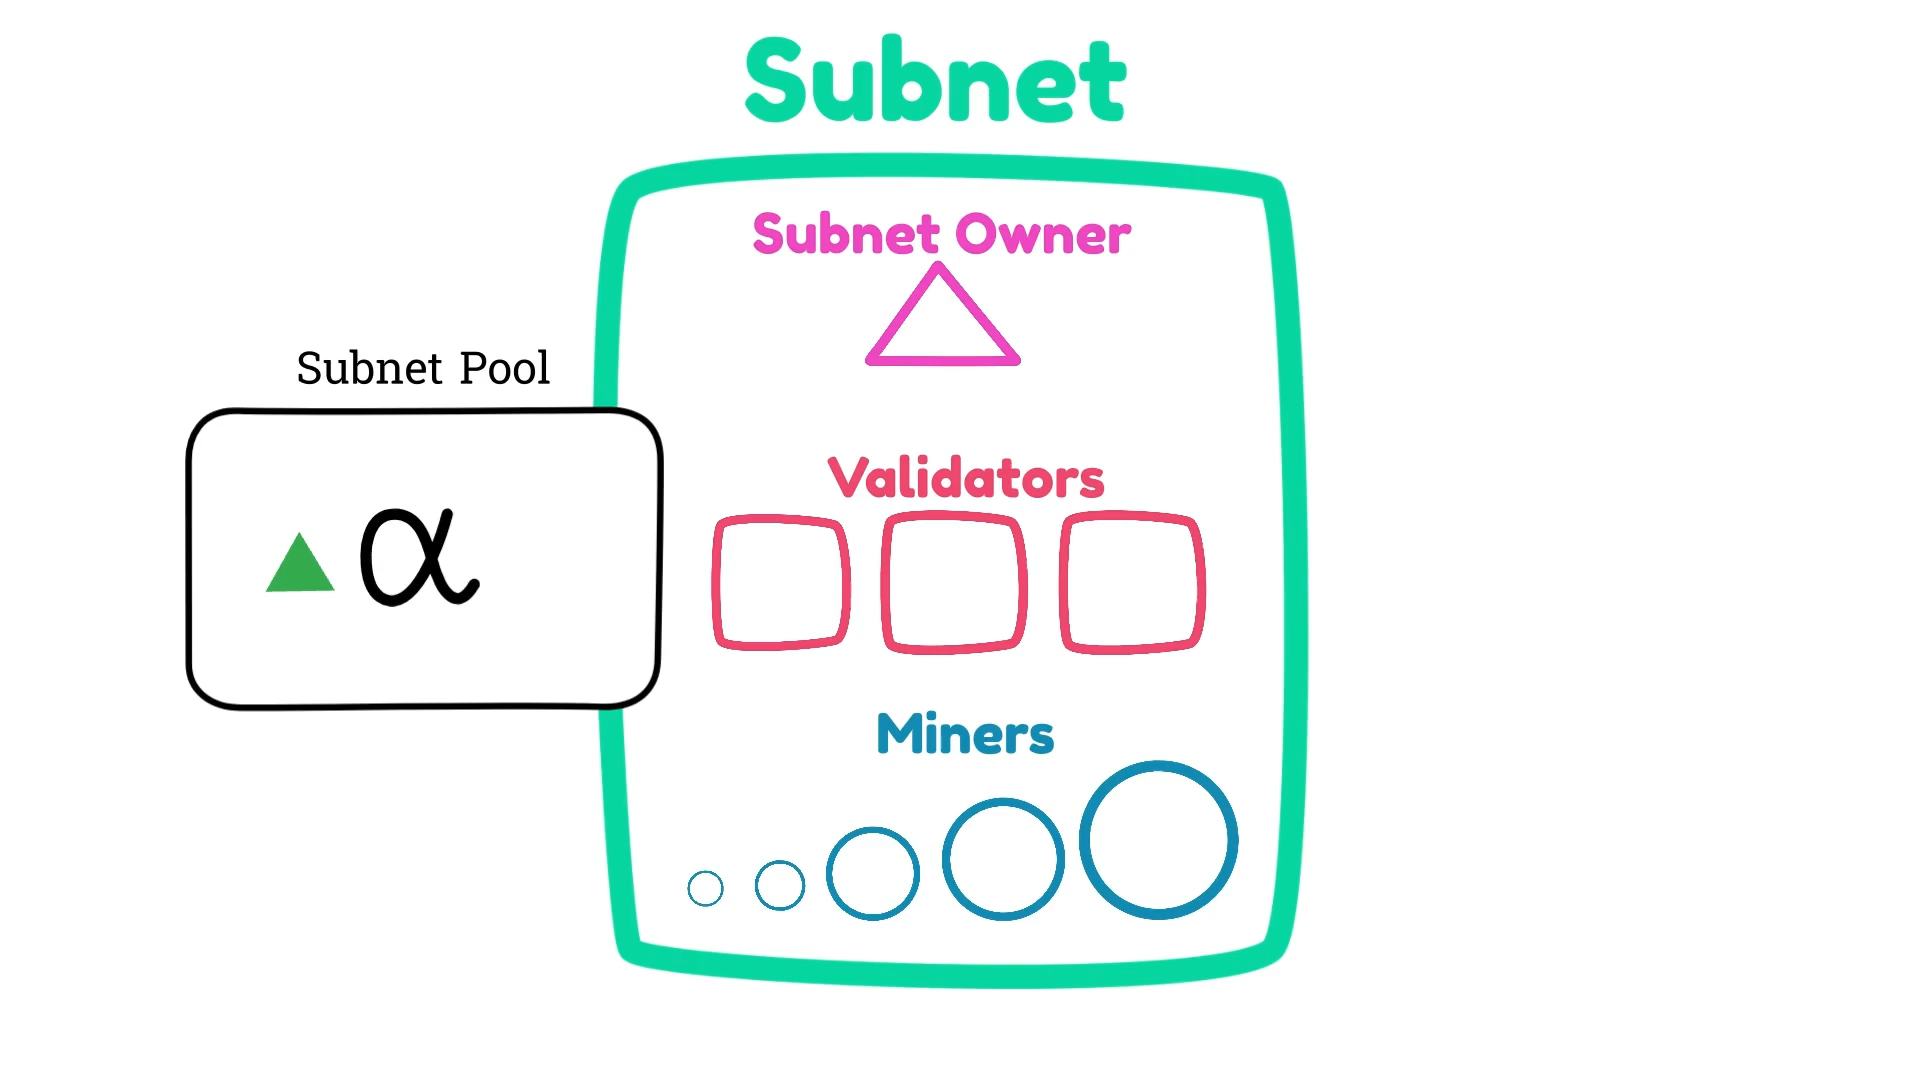 Subnet
Subnet Owner
Subnet Pool
α
Validators
Miners